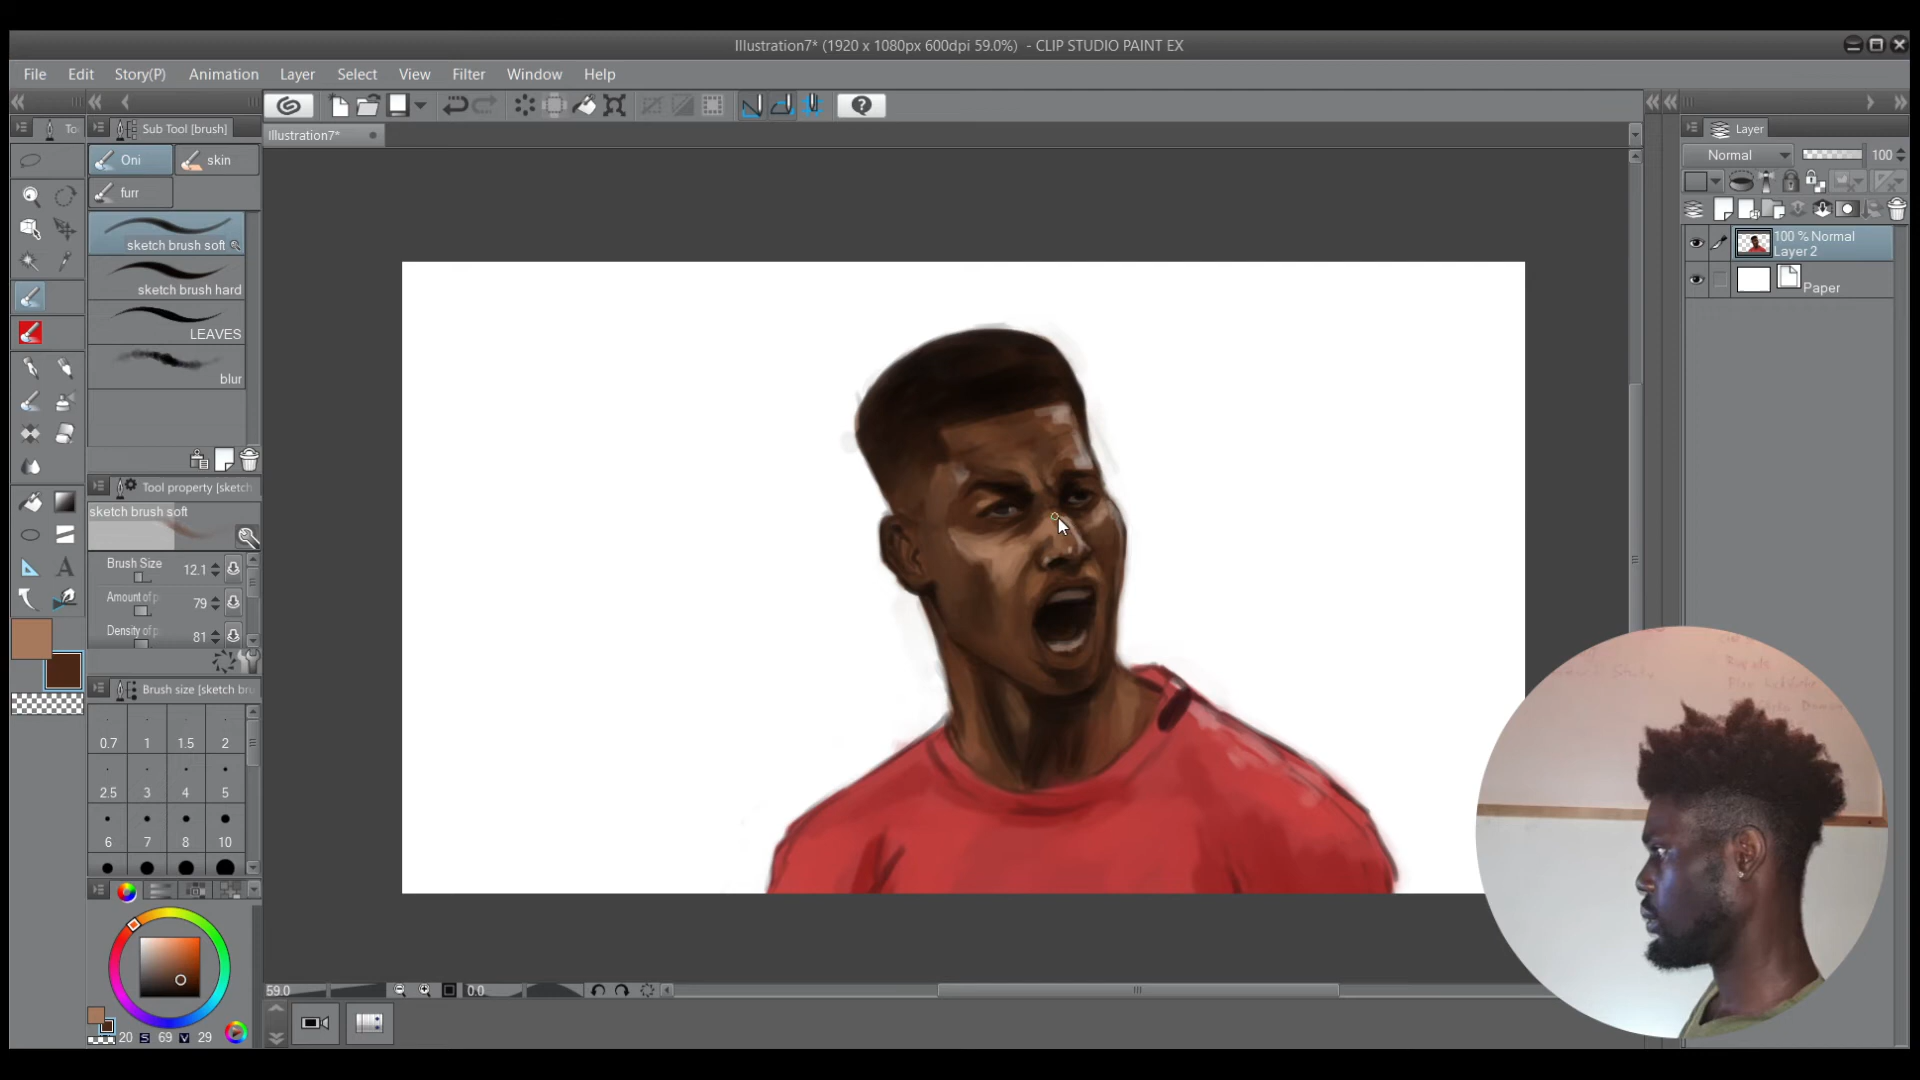 Illustration7* (1920 x 1080px 600dpi 59.0%) - CLIP STUDIO PAINT EX
File Edit Story(P) Animation Layer Select View Filter Window Help
To Sub Tool [brush]
Illustration7*
Layer
Oni skin
furr
Normal 100
sketch brush soft
sketch brush hard
LEAVES
blur
100 % Normal
Layer 2
Paper
Tool property [sketch
sketch brush soft
Brush Size 12.1
Amount of p 79
Density of p 81
Brush size [sketch bru
0.7 1 1.5 2
2.5 3 4 5
6 7 8 10
59.0 0.0
20 S 69 V 29